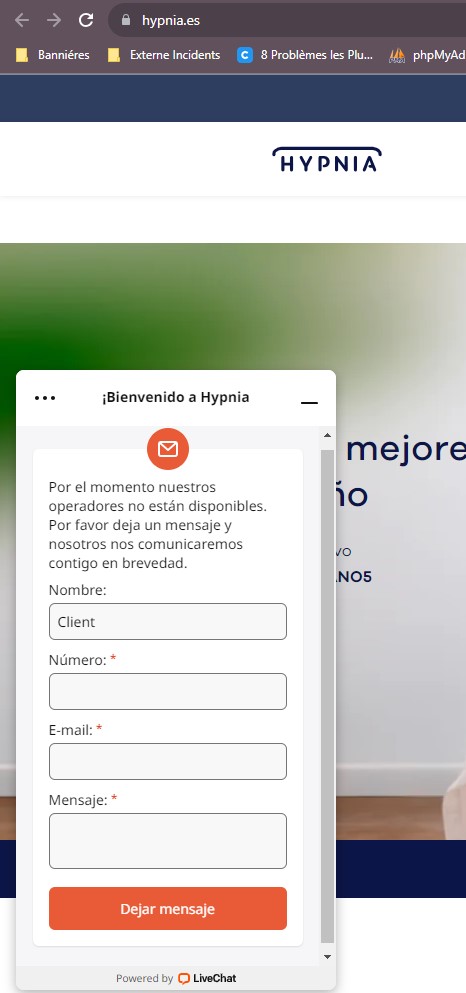 hypnia.es
Banniéres
Externe Incidents
8 Problèmes les Plu...
phpMyAd
HYPNIA
¡Bienvenido a Hypnia
mejore
ño
vo
ANO5
Por el momento nuestros
operadores no están disponibles.
Por favor deja un mensaje y
nosotros nos comunicaremos
contigo en brevedad.
Nombre:
Client
Número: *
E-mail: *
Mensaje: *
Dejar mensaje
Powered by LiveChat